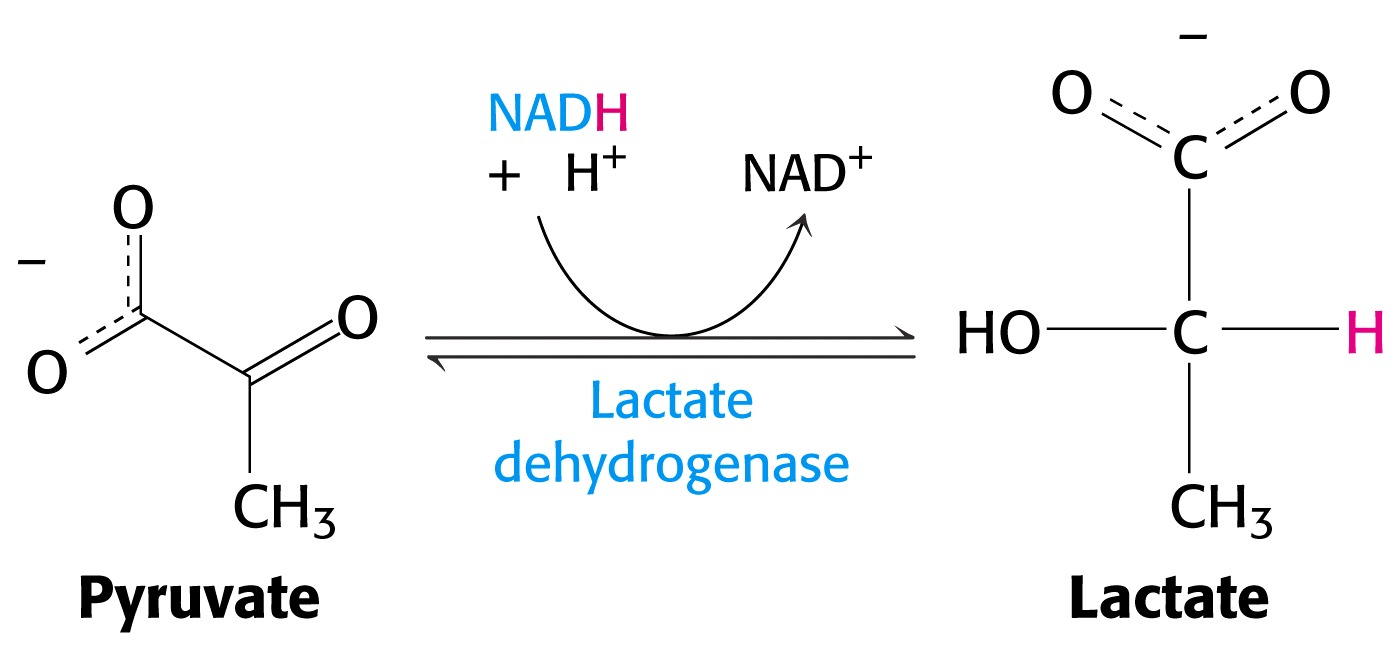 O
−
O
O
CH₃
Pyruvate
NADH
+ H⁺
NAD⁺
Lactate
dehydrogenase
−
O O
C
HO C H
CH₃
Lactate